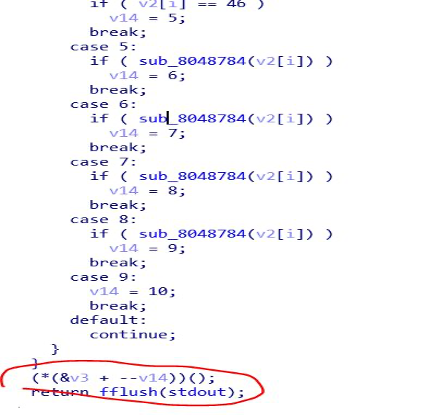 if ( v2[i] == 46 )
v14 = 5;
break;
case 5:
if ( sub_8048784(v2[i]) )
v14 = 6;
break;
case 6:
if ( sub_8048784(v2[i]) )
v14 = 7;
break;
case 7:
if ( sub_8048784(v2[i]) )
v14 = 8;
break;
case 8:
if ( sub_8048784(v2[i]) )
v14 = 9;
break;
case 9:
v14 = 10;
break;
default:
continue;
}
}
(*(&v3 + --v14))();
return fflush(stdout);